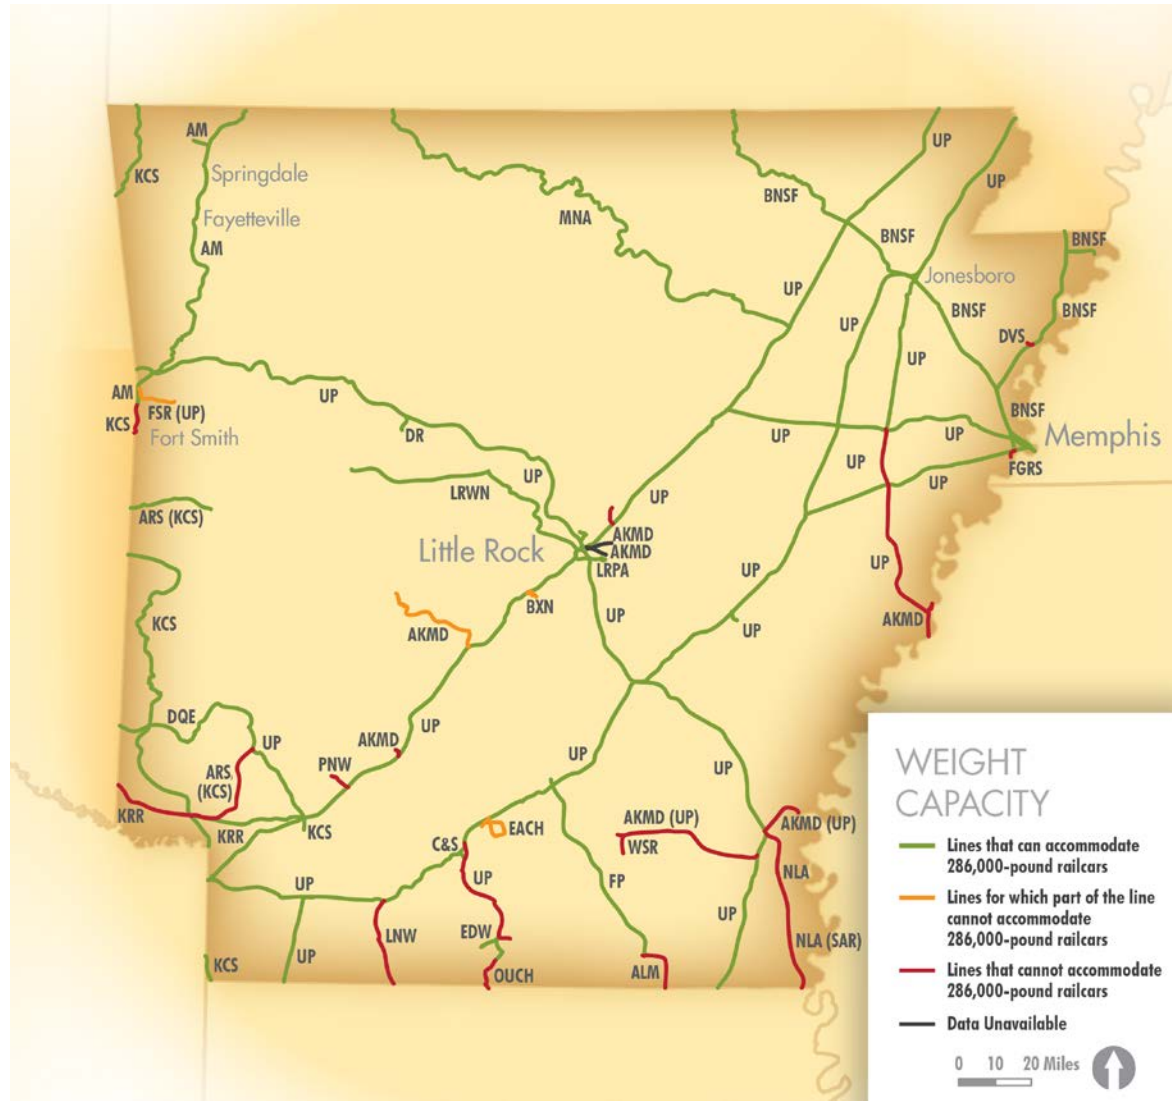 AM
UP
KCS
Springdale
UP
BNSF
MNA
Fayetteville
BNSF
BNSF
AM
Jonesboro
UP
BNSF
BNSF
UP
DVS
UP
AM
UP
FSR (UP)
BNSF
KCS
Fort Smith
DR
UP
UP
Memphis
UP
FGRS
UP
UP
LRWN
UP
ARS (KCS)
AKMD
Little Rock
AKMD
LRPA
UP
UP
BXN
UP
AKMD
KCS
AKMD
UP
DQE
UP
UP
AKMD
UP
PNW
UP
ARS
(KCS)
KRR
AKMD (UP)
AKMD (UP)
KRR
KCS
EACH
C&S
WSR
NLA
UP
UP
FP
UP
LNW
EDW
NLA (SAR)
UP
KCS
OUCH
ALM
WEIGHT
CAPACITY
Lines that can accommodate
286,000-pound railcars
Lines for which part of the line
cannot accommodate
286,000-pound railcars
Lines that cannot accommodate
286,000-pound railcars
Data Unavailable
0 10 20 Miles